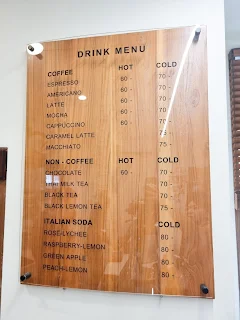 DRINK MENU
COFFEE HOT COLD
ESPRESSO 60 - 70 -
AMERICANO 60 - 70 -
LATTE 60 - 70 -
MOCHA 60 - 70 -
CAPPUCCINO 60 - 70 -
CARAMEL LATTE 75
MACCHIATO 75
NON - COFFEE HOT COLD
CHOCOLATE 60 - 70 -
THAI MILK TEA 70 -
BLACK TEA 70 -
BLACK LEMON TEA 70 -
ITALIAN SODA COLD
ROSE-LYCHEE 80 -
RASPBERRY-LEMON 80 -
GREEN APPLE 80 -
PEACH-LEMON 80 -